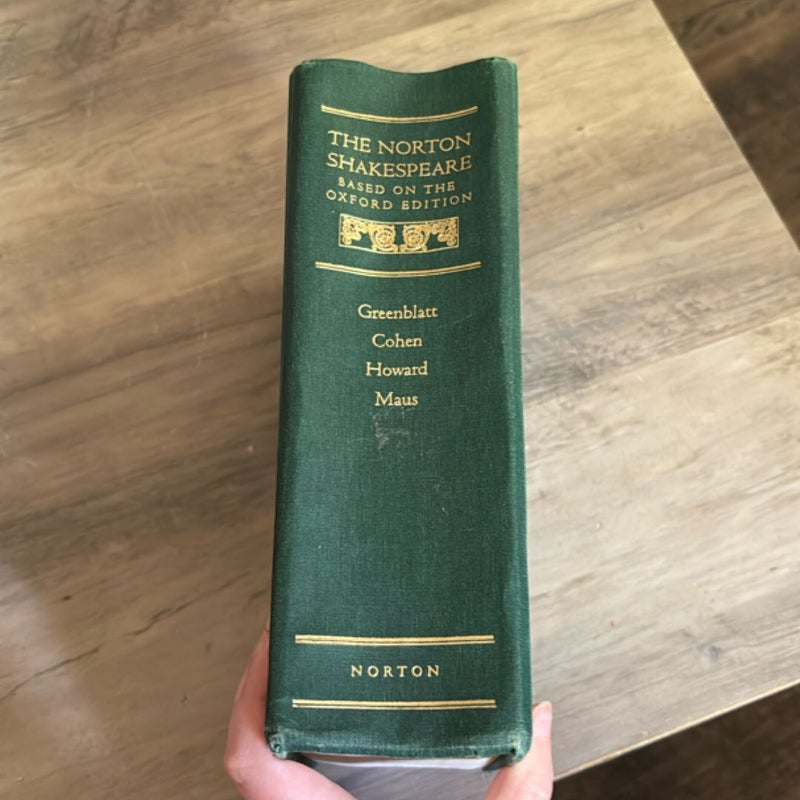 THE NORTON
SHAKESPEARE
BASED ON THE
OXFORD EDITION
Greenblatt
Cohen
Howard
Maus
NORTON